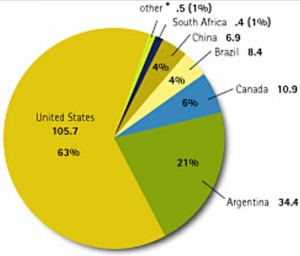 other * .5 (1%)
South Africa .4 (1%)
China 6.9
Brazil 8.4
4%
4%
Canada 10.9
6%
United States
105.7
63%
21%
Argentina 34.4